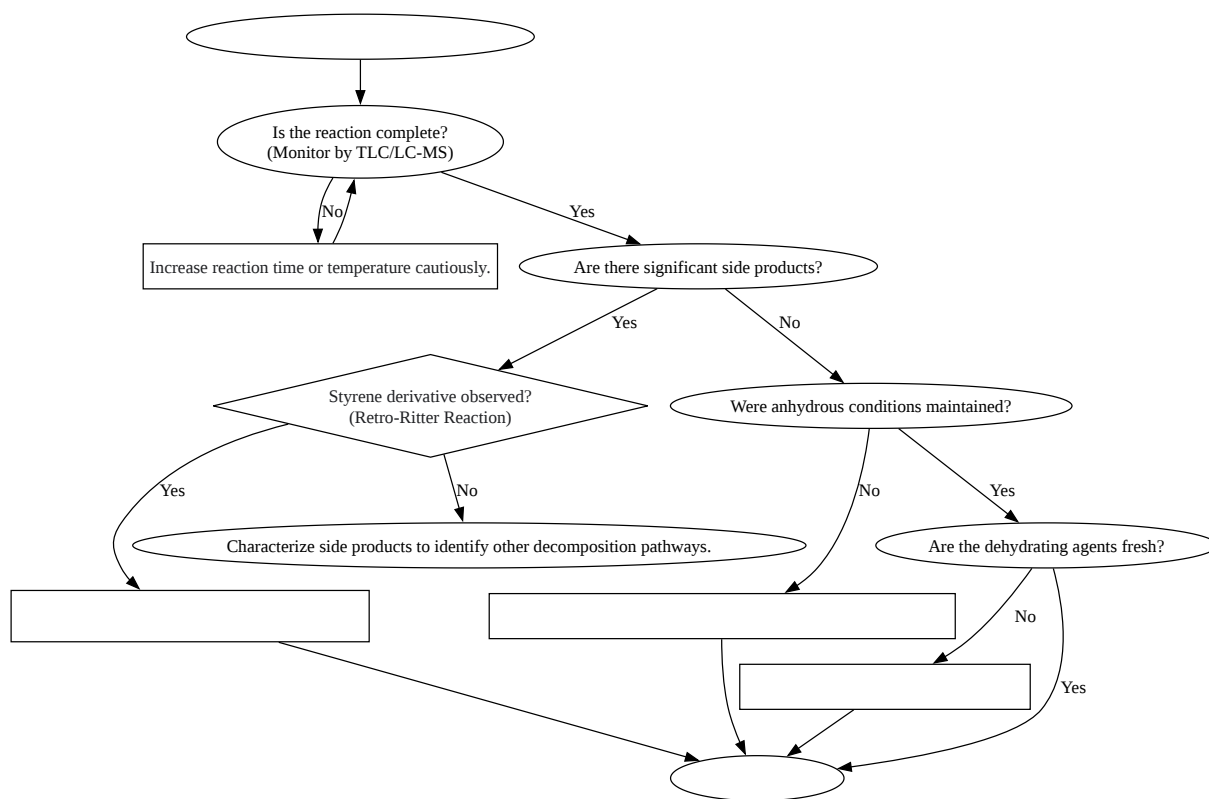 Is the reaction complete?
(Monitor by TLC/LC-MS)
No
Yes
Increase reaction time or temperature cautiously.
Are there significant side products?
Yes
No
Styrene derivative observed?
(Retro-Ritter Reaction)
Were anhydrous conditions maintained?
Yes
No
No
Yes
Characterize side products to identify other decomposition pathways.
Are the dehydrating agents fresh?
No
Yes